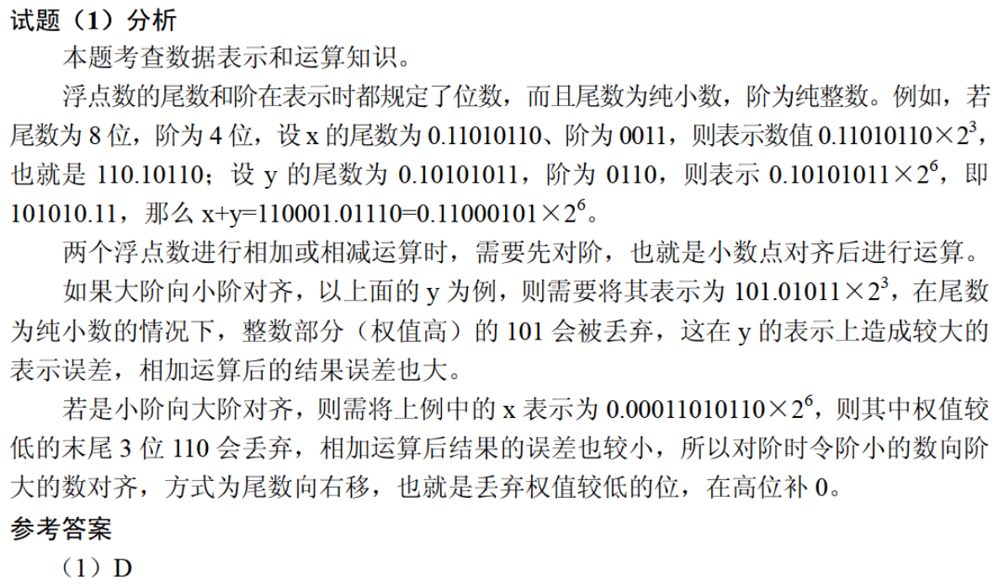 试题（1）分析
本题考查数据表示和运算知识。
浮点数的尾数和阶在表示时都规定了位数，而且尾数为纯小数，阶为纯整数。例如，若
尾数为 8 位，阶为 4 位，设 x 的尾数为 0.11010110、阶为 0011，则表示数值 0.11010110×2³，
也就是 110.10110；设 y 的尾数为 0.10101011，阶为 0110，则表示 0.10101011×2⁶，即
101010.11，那么 x+y=110001.01110=0.11000101×2⁶。
两个浮点数进行相加或相减运算时，需要先对阶，也就是小数点对齐后进行运算。
如果大阶向小阶对齐，以上面的 y 为例，则需要将其表示为 101.01011×2³，在尾数
为纯小数的情况下，整数部分（权值高）的 101 会被丢弃，这在 y 的表示上造成较大的
表示误差，相加运算后的结果误差也大。
若是小阶向大阶对齐，则需将上例中的 x 表示为 0.00011010110×2⁶，则其中权值较
低的末尾 3 位 110 会丢弃，相加运算后结果的误差也较小，所以对阶时令阶小的数向阶
大的数对齐，方式为尾数向右移，也就是丢弃权值较低的位，在高位补 0。
参考答案
（1）D